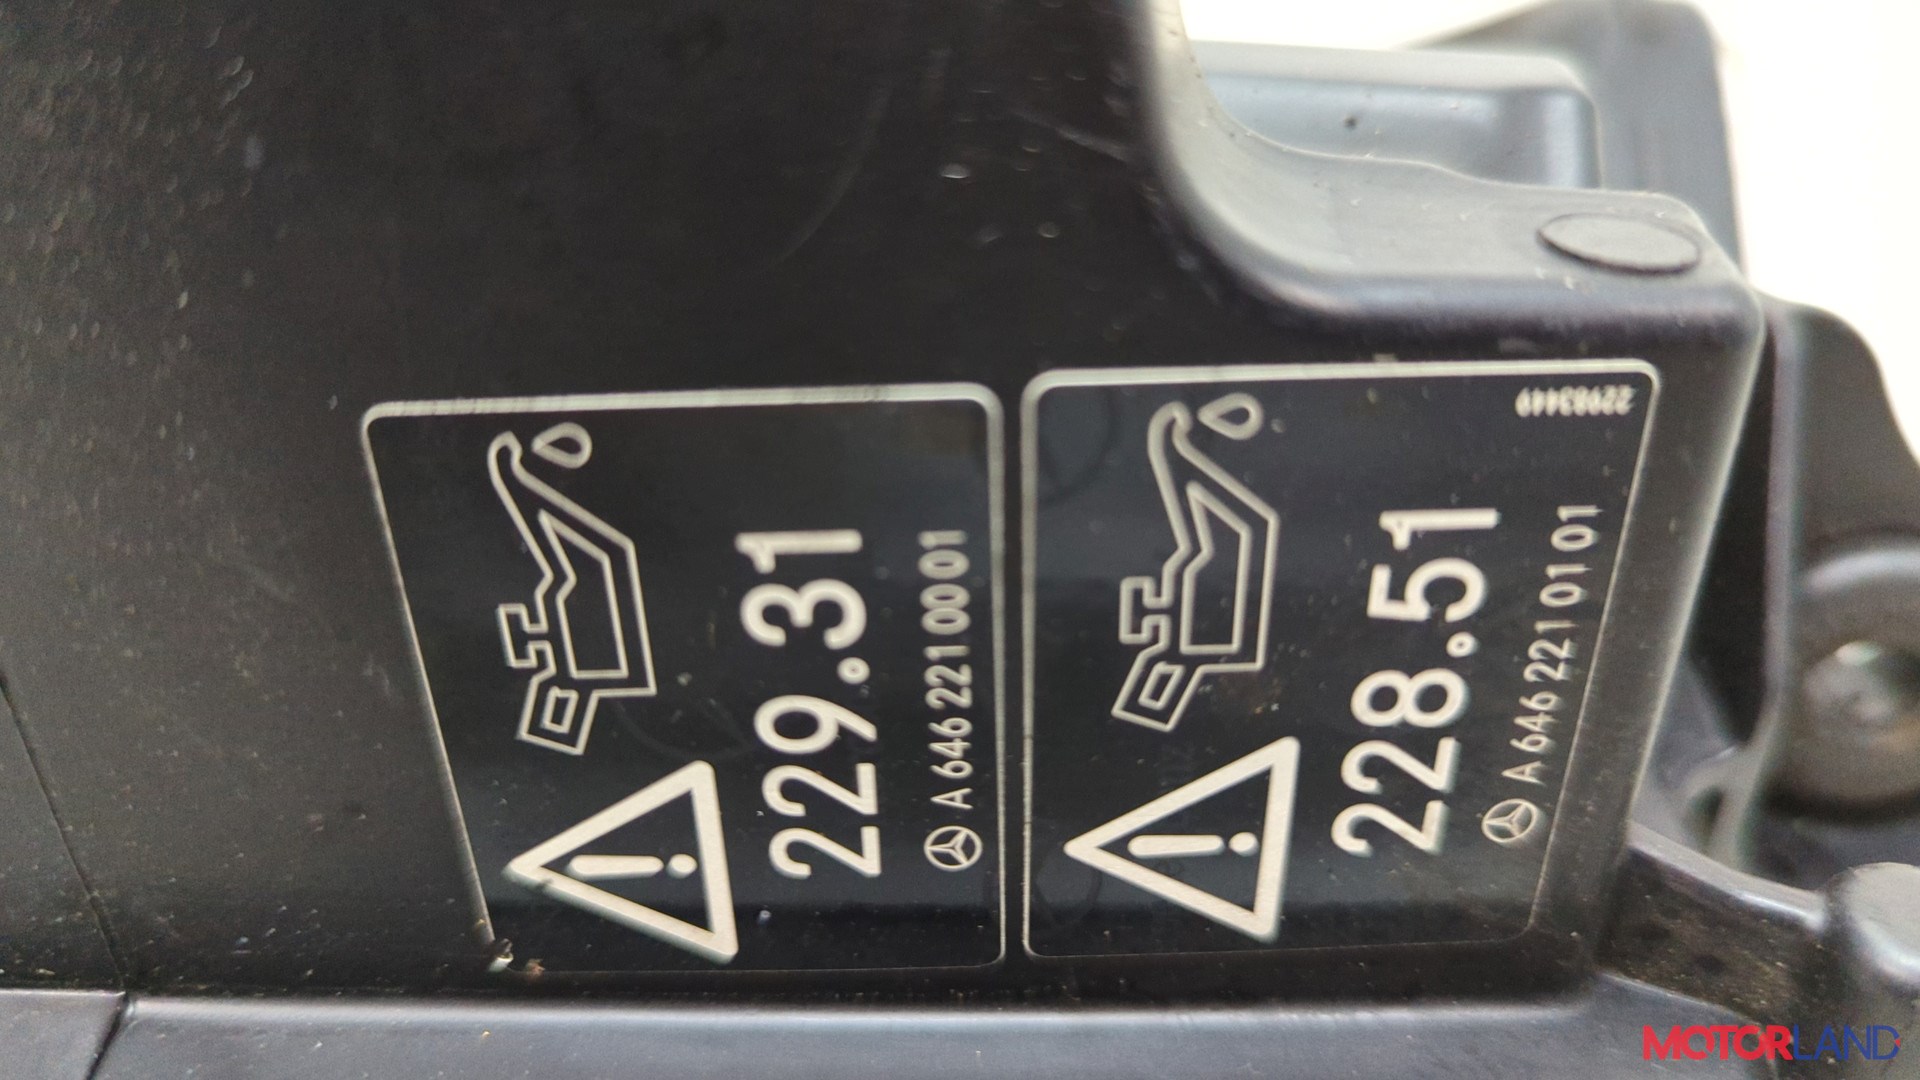 229.31
A 646 221 00 01
228.51
A 646 221 01 01
22983449
MOTORLAND